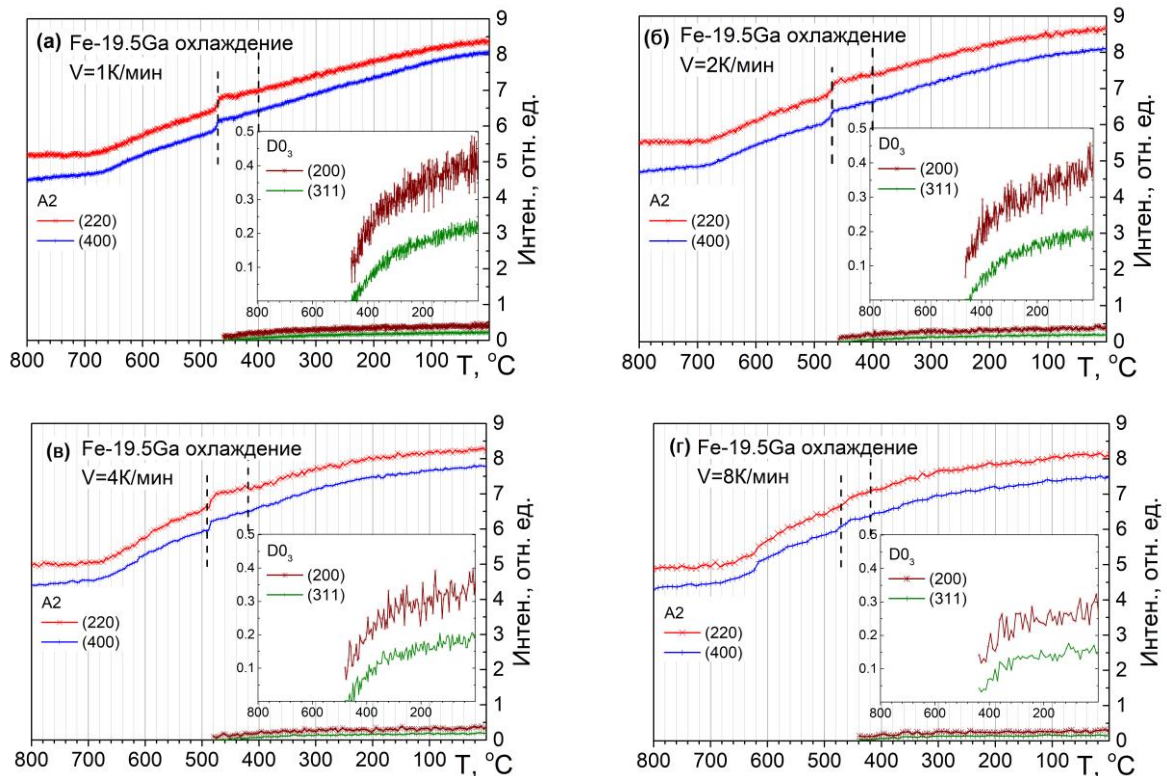 (а) Fe-19.5Ga охлаждение
V=1К/мин
A2
(220)
(400)
D0₃
(200)
(311)
0.5
0.4
0.3
0.2
0.1
800 600 400 200
9
8
7
6
5
4
3
2
1
0
Интен., отн. ед.
800 700 600 500 400 300 200 100
T, °C
(б) Fe-19.5Ga охлаждение
V=2К/мин
A2
(220)
(400)
D0₃
(200)
(311)
0.5
0.4
0.3
0.2
0.1
800 600 400 200
9
8
7
6
5
4
3
2
1
0
Интен., отн. ед.
800 700 600 500 400 300 200 100
T, °C
(в) Fe-19.5Ga охлаждение
V=4К/мин
A2
(220)
(400)
D0₃
(200)
(311)
0.5
0.4
0.3
0.2
0.1
800 600 400 200
9
8
7
6
5
4
3
2
1
0
Интен., отн. ед.
800 700 600 500 400 300 200 100
T, °C
(г) Fe-19.5Ga охлаждение
V=8К/мин
A2
(220)
(400)
D0₃
(200)
(311)
0.5
0.4
0.3
0.2
0.1
800 600 400 200
9
8
7
6
5
4
3
2
1
0
Интен., отн. ед.
800 700 600 500 400 300 200 100
T, °C